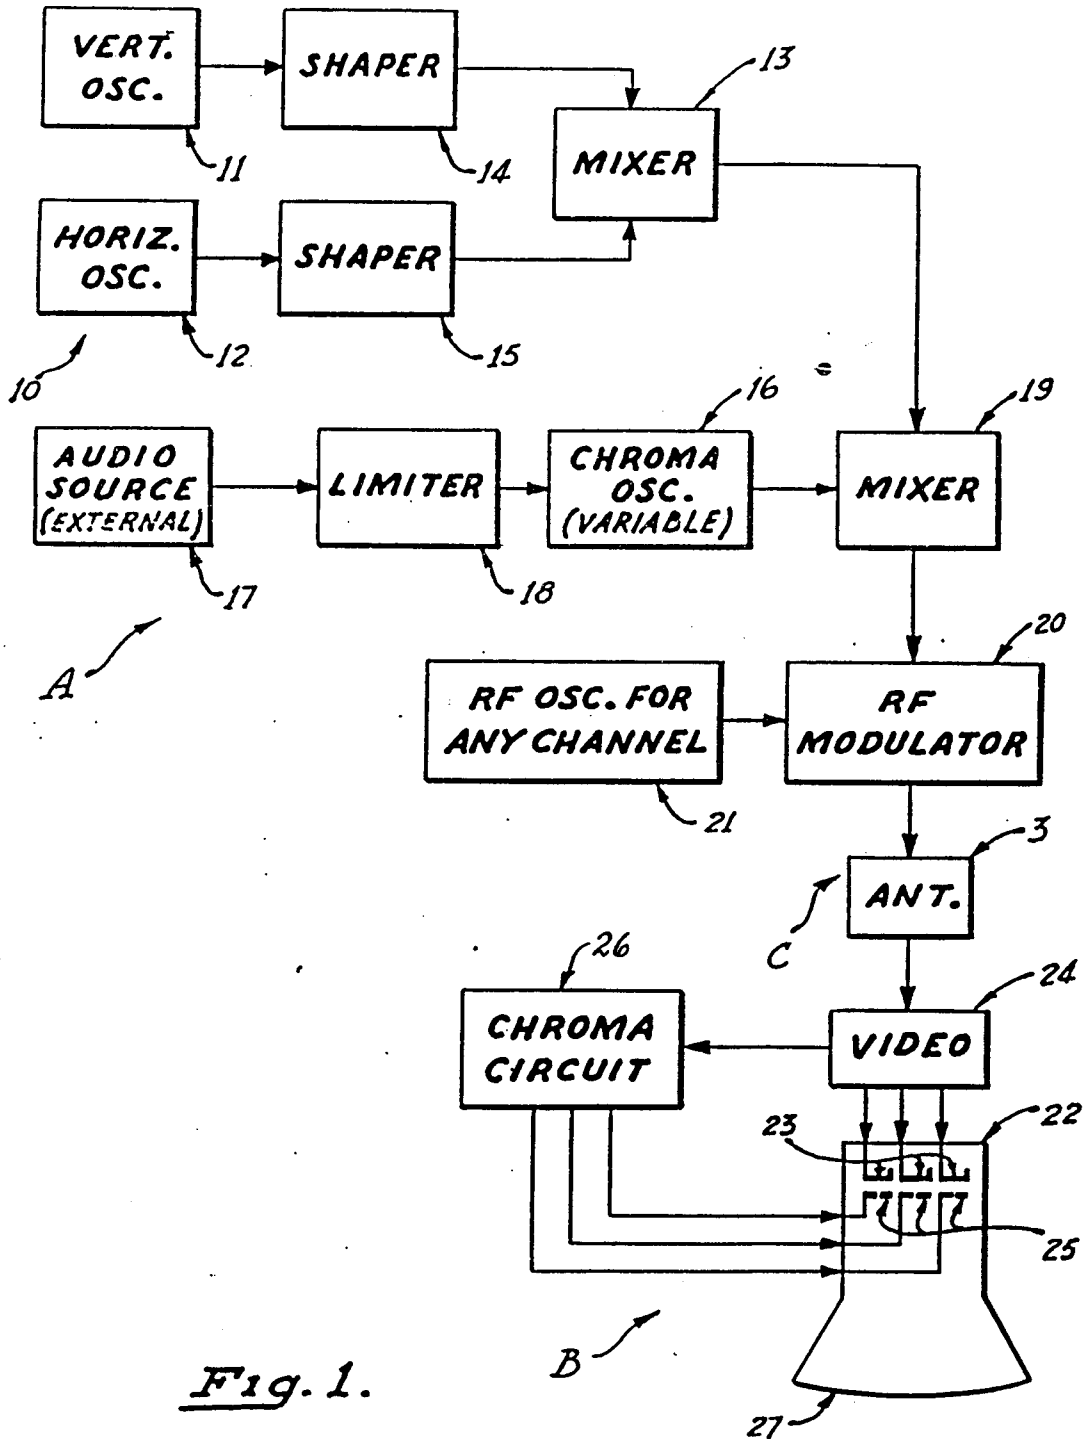 VERT.
OSC.
11
SHAPER
14
MIXER
13
HORIZ.
OSC.
12
SHAPER
15
10
AUDIO
SOURCE
(EXTERNAL)
17
LIMITER
18
CHROMA
OSC.
(VARIABLE)
16
MIXER
19
A
RF OSC. FOR
ANY CHANNEL
21
RF
MODULATOR
20
ANT.
3
C
CHROMA
CIRCUIT
26
VIDEO
24
23
22
25
B
27
Fig. 1.